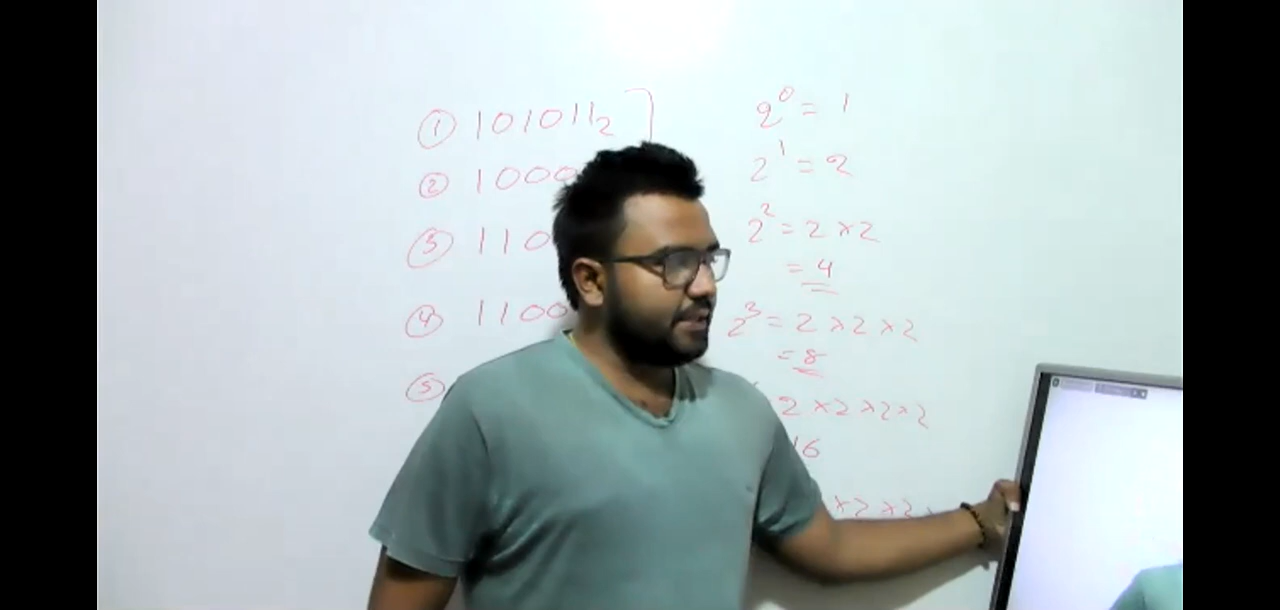 ① 101011₂
② 1000
③ 110
④ 1100
⑤
2⁰ = 1
2¹ = 2
2² = 2 × 2
= 4
2³ = 2 × 2 × 2
= 8
2 × 2 × 2 × 2
16
× 2 × 2